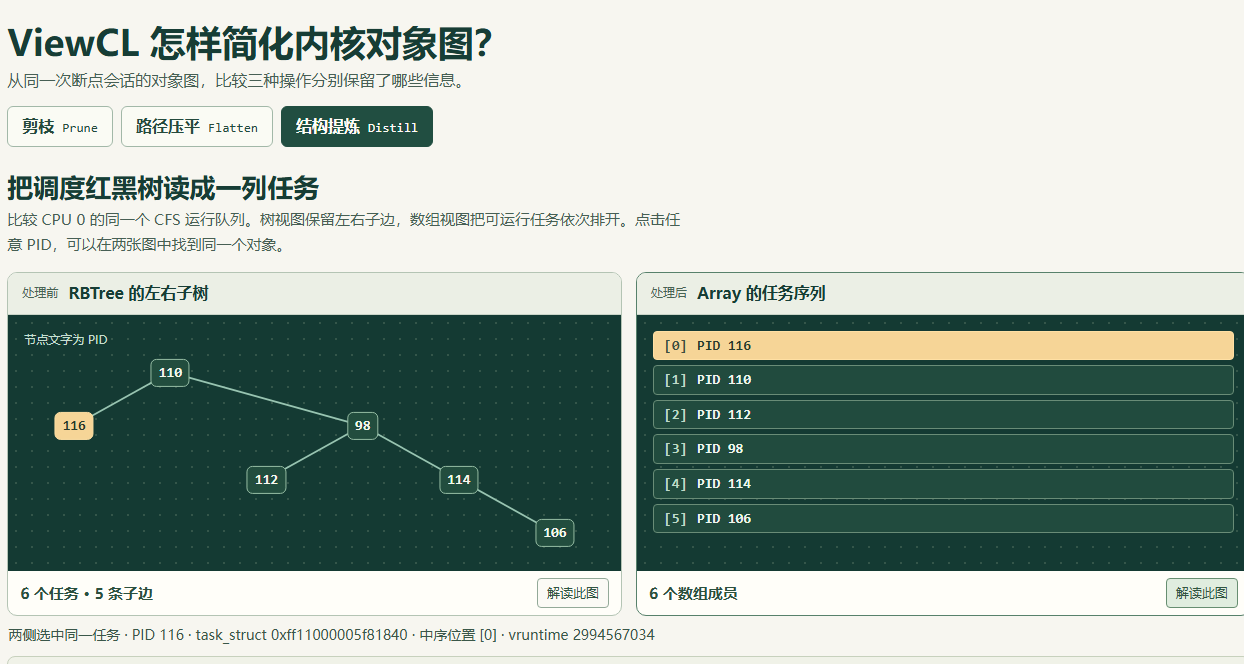 ViewCL 怎样简化内核对象图？
从同一次断点会话的对象图，比较三种操作分别保留了哪些信息。
剪枝 Prune 路径压平 Flatten 结构提炼 Distill
把调度红黑树读成一列任务
比较 CPU 0 的同一个 CFS 运行队列。树视图保留左右子边，数组视图把可运行任务依次排开。点击任
意 PID，可以在两张图中找到同一个对象。
处理前 RBTree 的左右子树
节点文字为 PID
110
116
98
112
114
106
6 个任务 • 5 条子边
解读此图
处理后 Array 的任务序列
[0] PID 116
[1] PID 110
[2] PID 112
[3] PID 98
[4] PID 114
[5] PID 106
6 个数组成员
解读此图
两侧选中同一任务 · PID 116 · task_struct 0xff11000005f81840 · 中序位置 [0] · vruntime 2994567034